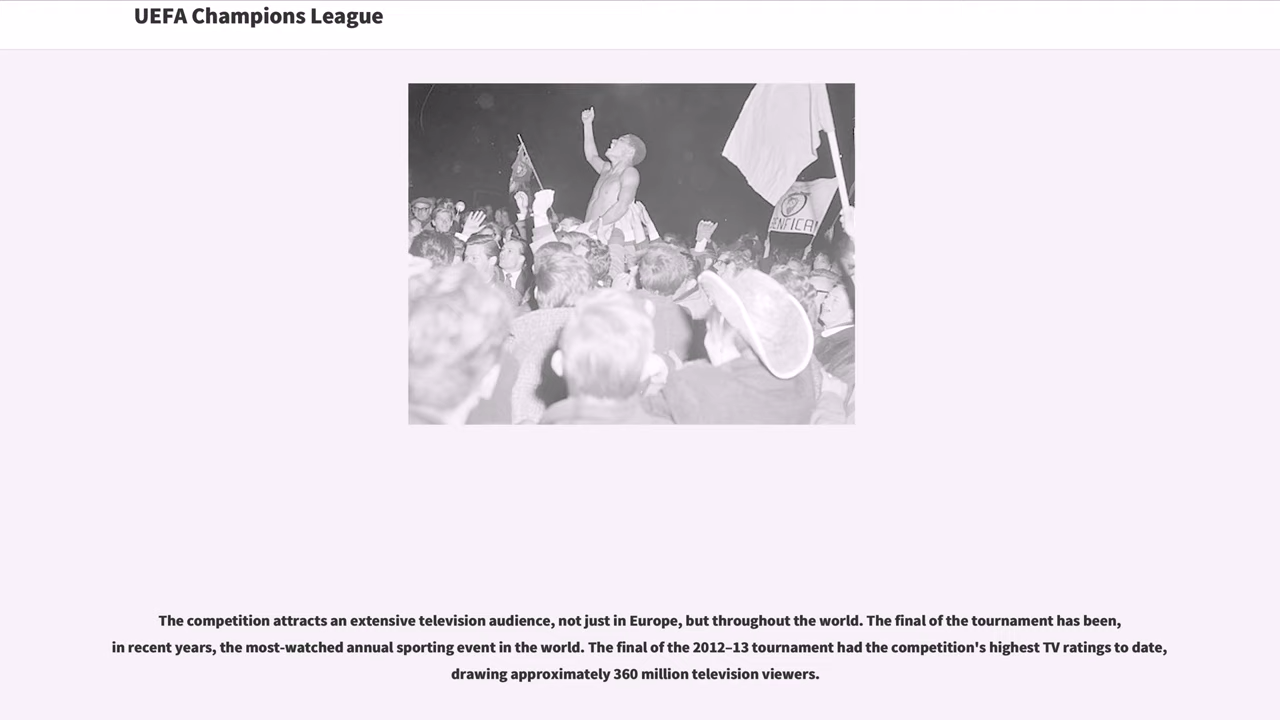 UEFA Champions League
BENFICA
The competition attracts an extensive television audience, not just in Europe, but throughout the world. The final of the tournament has been,
in recent years, the most-watched annual sporting event in the world. The final of the 2012–13 tournament had the competition's highest TV ratings to date,
drawing approximately 360 million television viewers.